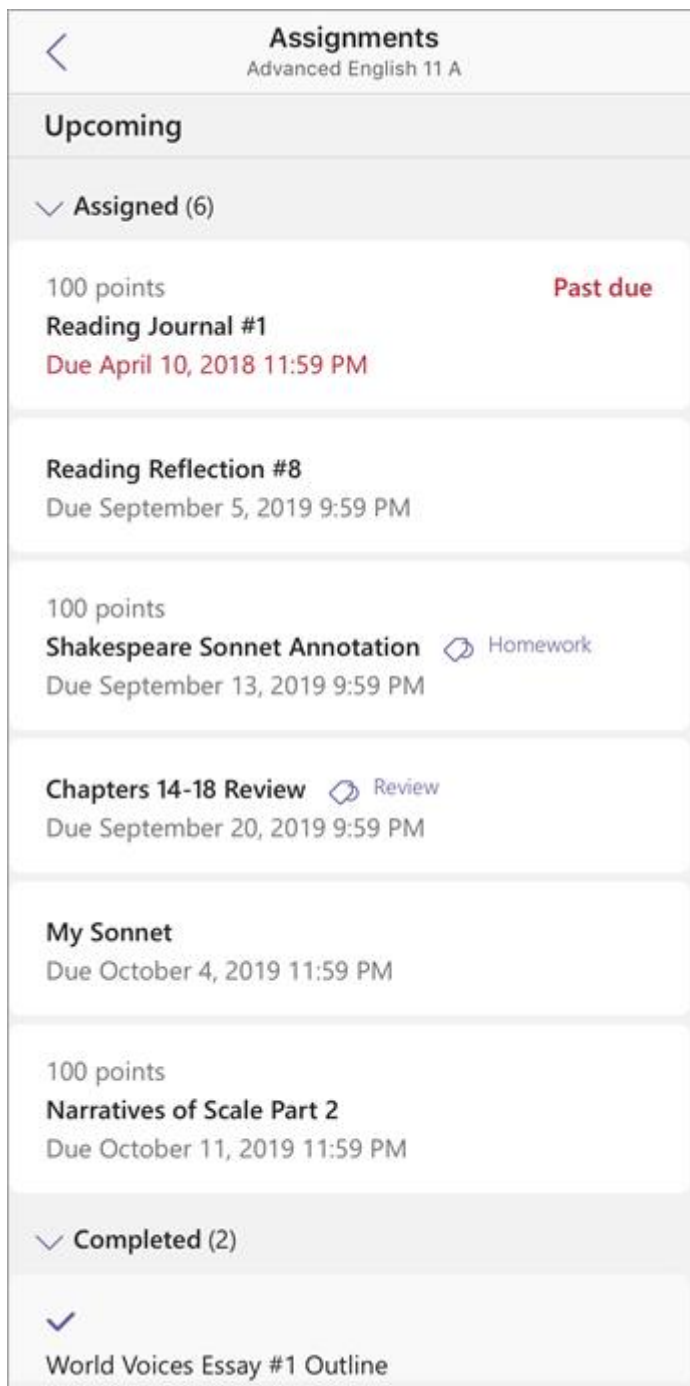 Assignments
Advanced English 11 A
Upcoming
Assigned (6)
100 points Past due
Reading Journal #1
Due April 10, 2018 11:59 PM
Reading Reflection #8
Due September 5, 2019 9:59 PM
100 points
Shakespeare Sonnet Annotation Homework
Due September 13, 2019 9:59 PM
Chapters 14-18 Review Review
Due September 20, 2019 9:59 PM
My Sonnet
Due October 4, 2019 11:59 PM
100 points
Narratives of Scale Part 2
Due October 11, 2019 11:59 PM
Completed (2)
World Voices Essay #1 Outline